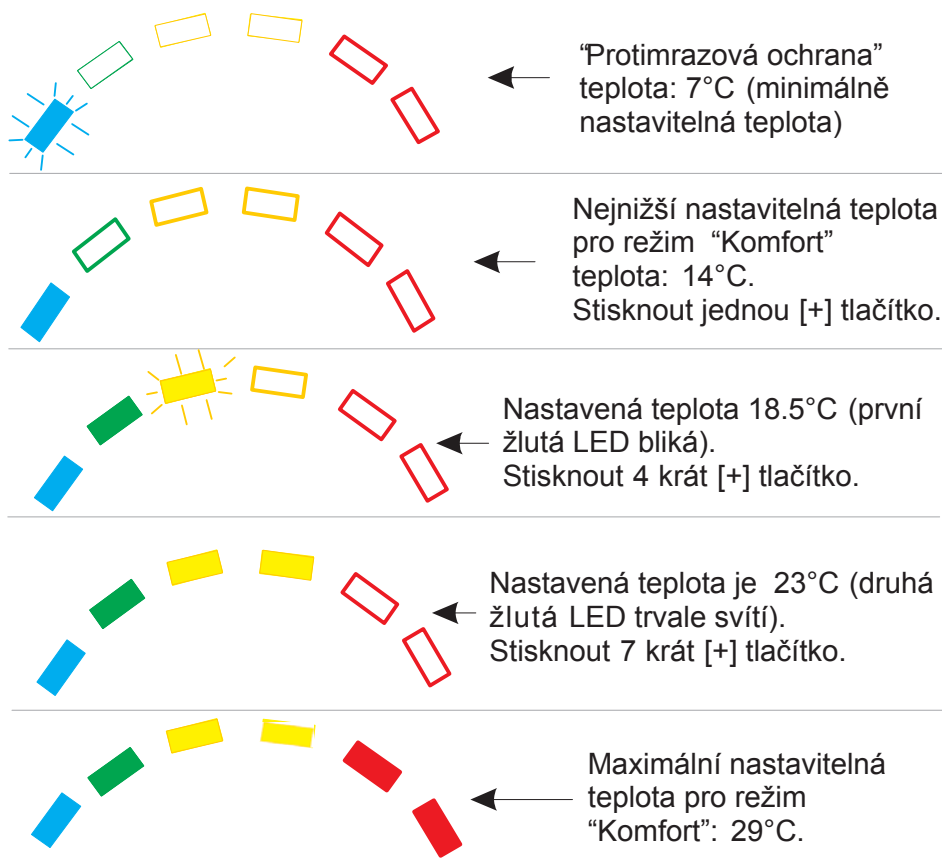 “Protimrazová ochrana”
teplota: 7°C (minimálně
nastavitelná teplota)
Nejnižší nastavitelná teplota
pro režim “Komfort”
teplota: 14°C.
Stisknout jednou [+] tlačítko.
Nastavená teplota 18.5°C (první
žlutá LED bliká).
Stisknout 4 krát [+] tlačítko.
Nastavená teplota je 23°C (druhá
žlutá LED trvale svítí).
Stisknout 7 krát [+] tlačítko.
Maximální nastavitelná
teplota pro režim
“Komfort”: 29°C.